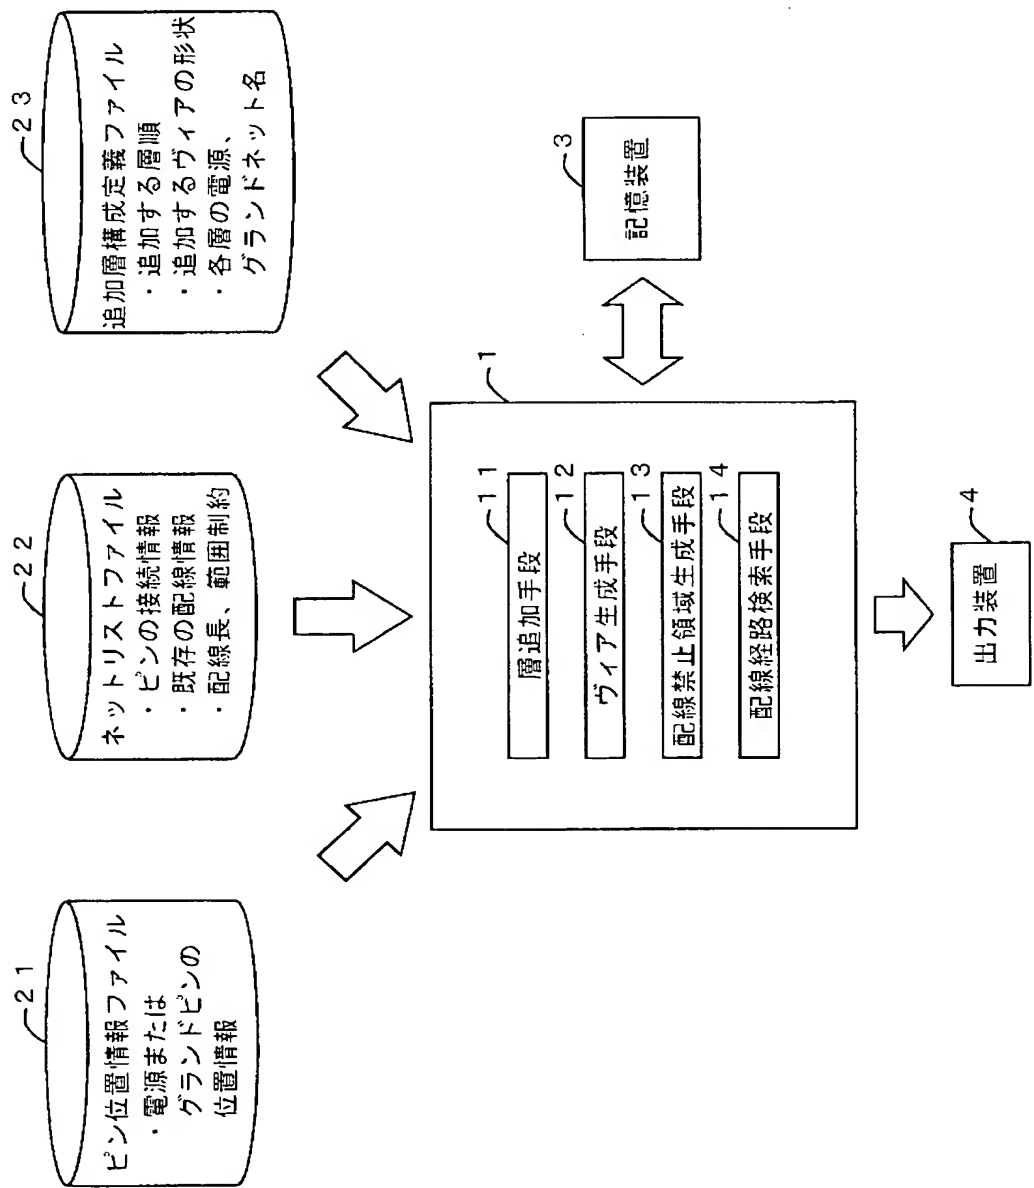 21
ピン位置情報ファイル
・電源または
グランドピンの
位置情報
22
ネットリストファイル
・ピンの接続情報
・既存の配線情報
・配線長、範囲制約
23
追加層構成定義ファイル
・追加する層順
・追加するヴィアの形状
・各層の電源、
グランドネット名
1
層追加手段
11
ヴィア生成手段
12
配線禁止領域生成手段
13
配線経路検索手段
14
記憶装置
3
出力装置
4